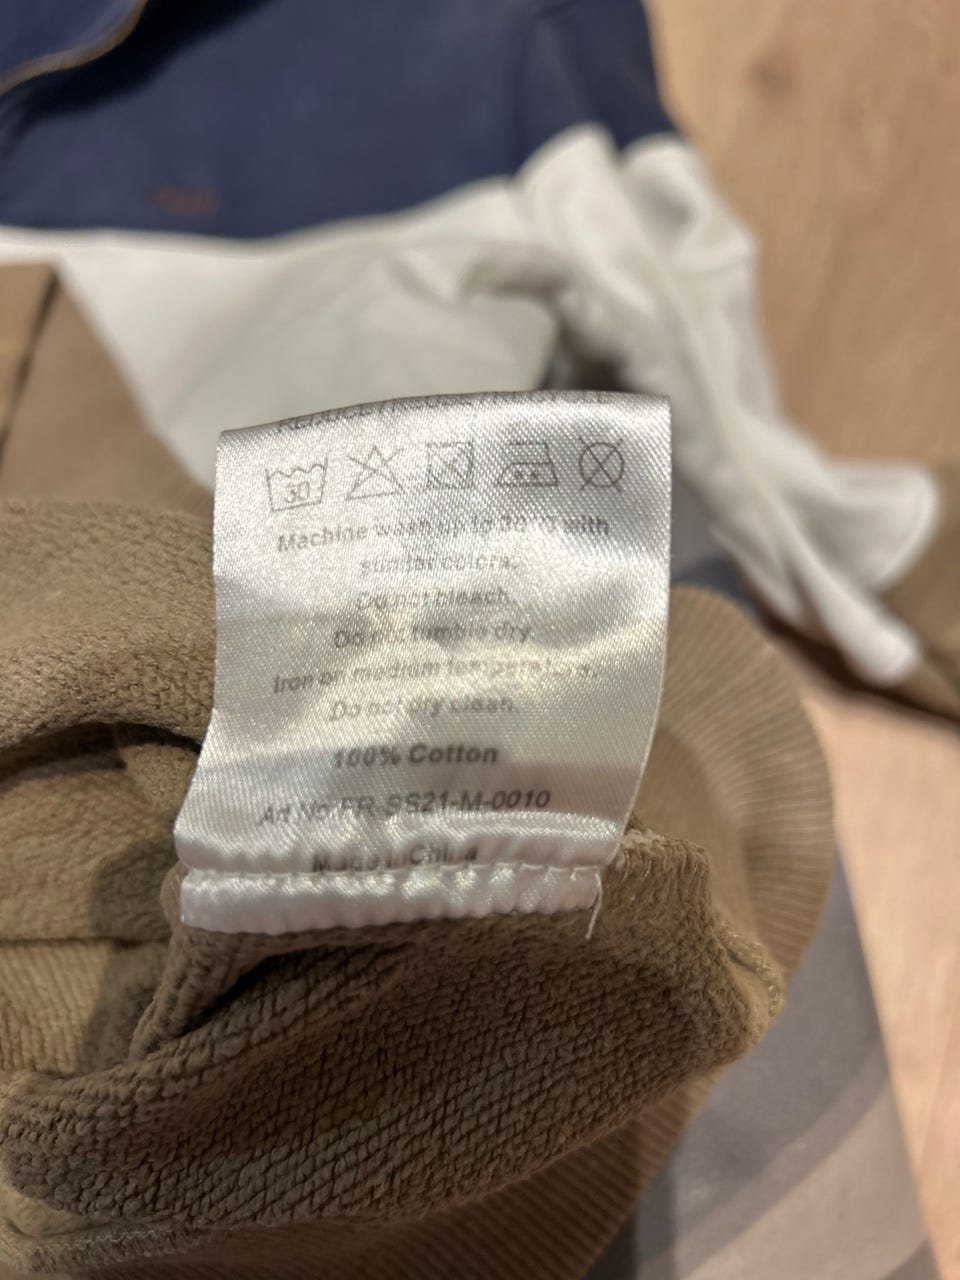 30
Machine wash up to 30°C with
similar colors.
Do not bleach.
Do not tumble dry.
Iron on medium temperature.
Do not dry clean.
100% Cotton
Art No: FR-SS21-M-0010
Made in China